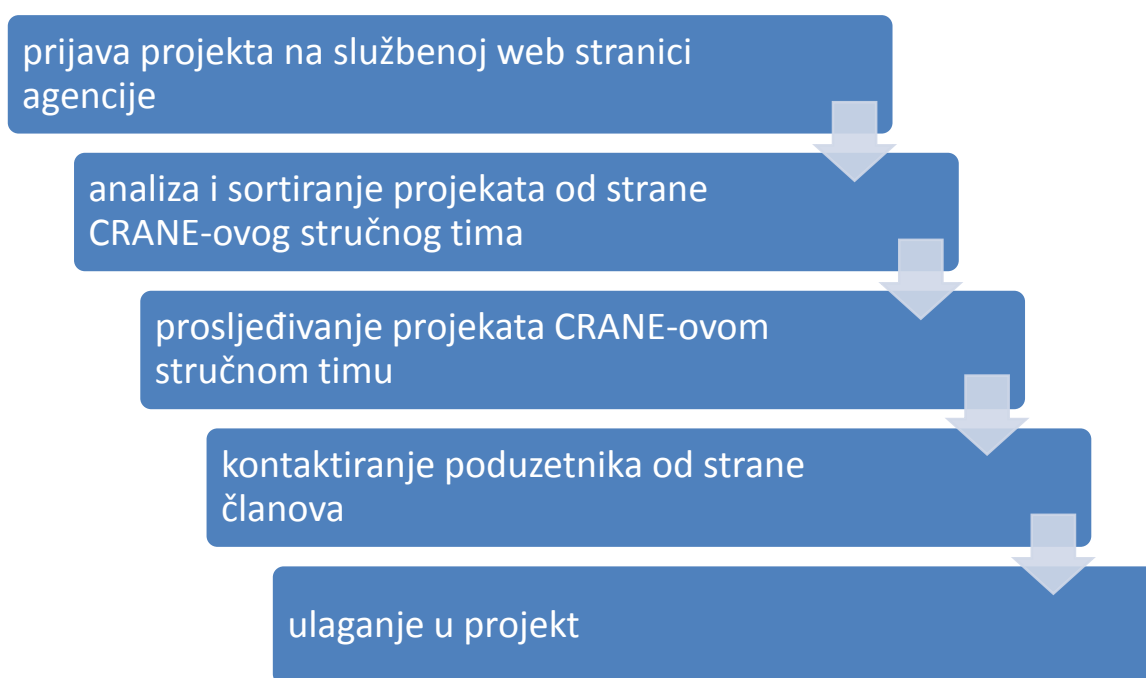 prijava projekta na službenoj web stranici
agencije
analiza i sortiranje projekata od strane
CRANE-ovog stručnog tima
prosljeđivanje projekata CRANE-ovom
stručnom timu
kontaktiranje poduzetnika od strane
članova
ulaganje u projekt